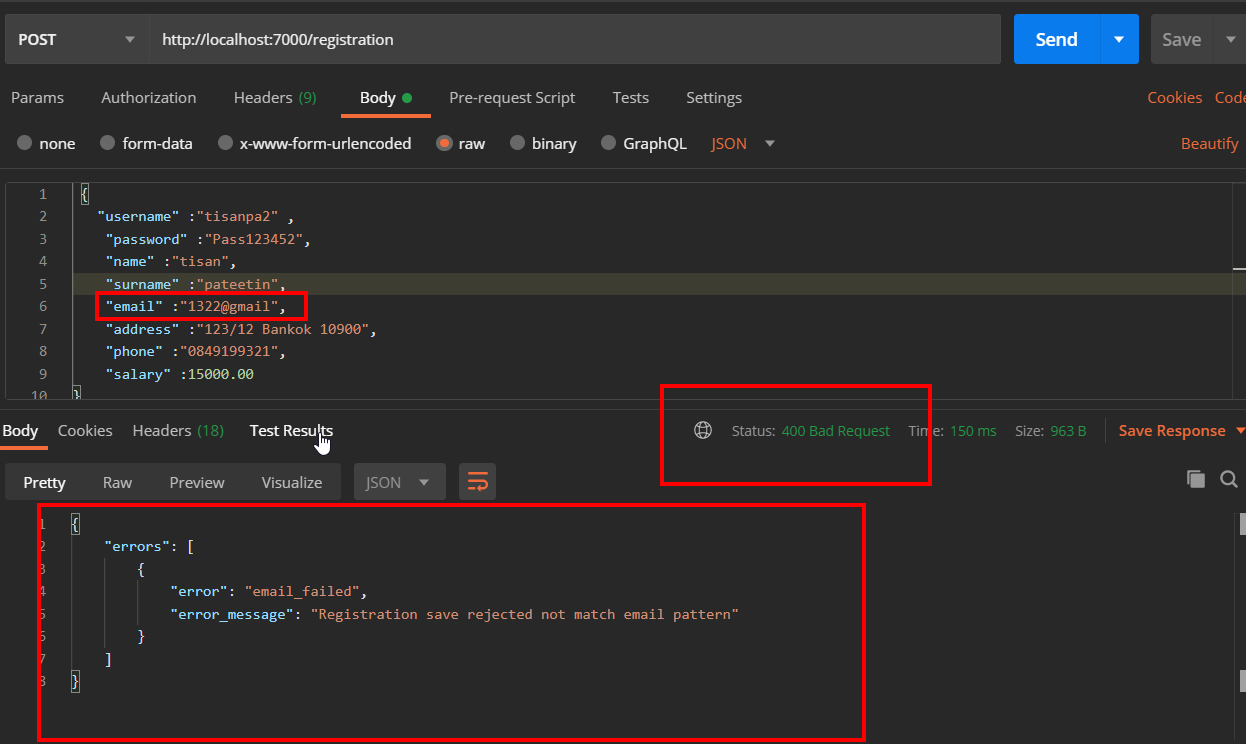 POST http://localhost:7000/registration Send Save
Params Authorization Headers (9) Body Pre-request Script Tests Settings Cookies
none form-data x-www-form-urlencoded raw binary GraphQL JSON Beautify
1 {
2 "username" :"tisanpa2" ,
3 "password" :"Pass123452",
4 "name" :"tisan",
5 "surname" :"pateetin",
6 "email" :"1322@gmail",
7 "address" :"123/12 Bankok 10900",
8 "phone" :"0849199321",
9 "salary" :15000.00
10 }
Body Cookies Headers (18) Test Results Status: 400 Bad Request Time: 150 ms Size: 963 B Save Response
Pretty Raw Preview Visualize JSON
1 {
2 "errors": [
3 {
4 "error": "email_failed",
5 "error_message": "Registration save rejected not match email pattern"
6 }
7 ]
8 }